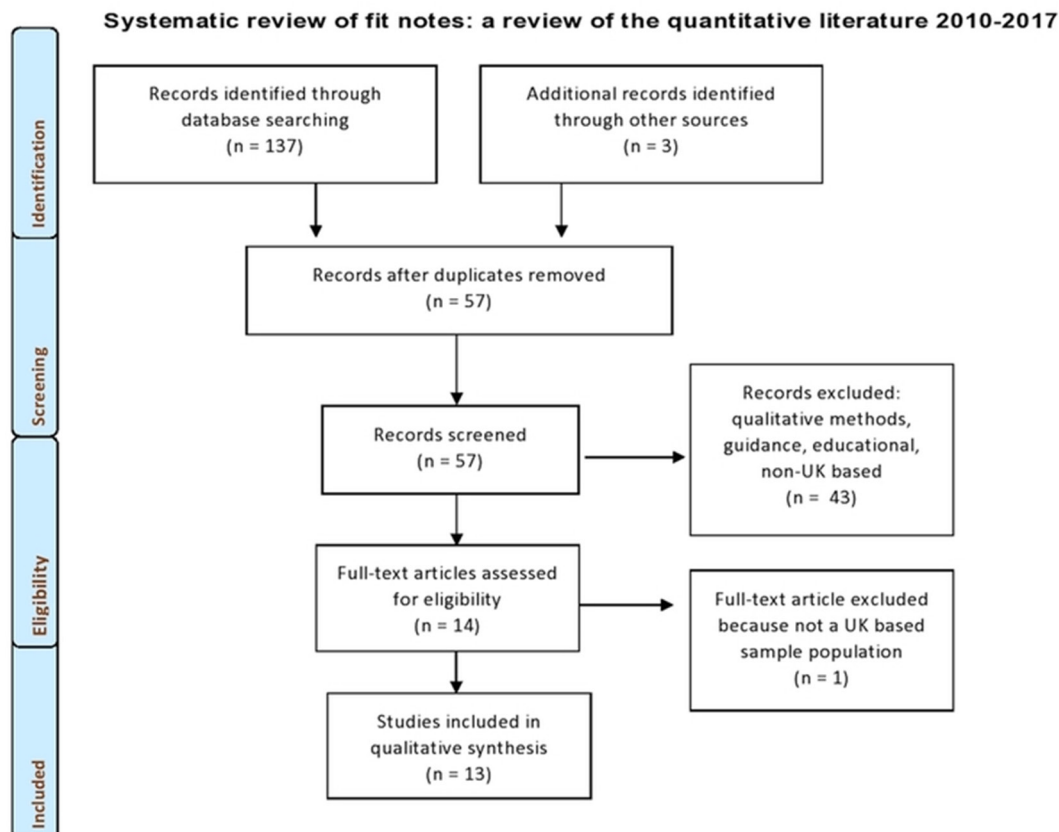 Systematic review of fit notes: a review of the quantitative literature 2010-2017
Identification
Records identified through
database searching
(n = 137)
Additional records identified
through other sources
(n = 3)
Records after duplicates removed
(n = 57)
Screening
Records screened
(n = 57)
Records excluded:
qualitative methods,
guidance, educational,
non-UK based
(n = 43)
Eligibility
Full-text articles assessed
for eligibility
(n = 14)
Full-text article excluded
because not a UK based
sample population
(n = 1)
Included
Studies included in
qualitative synthesis
(n = 13)